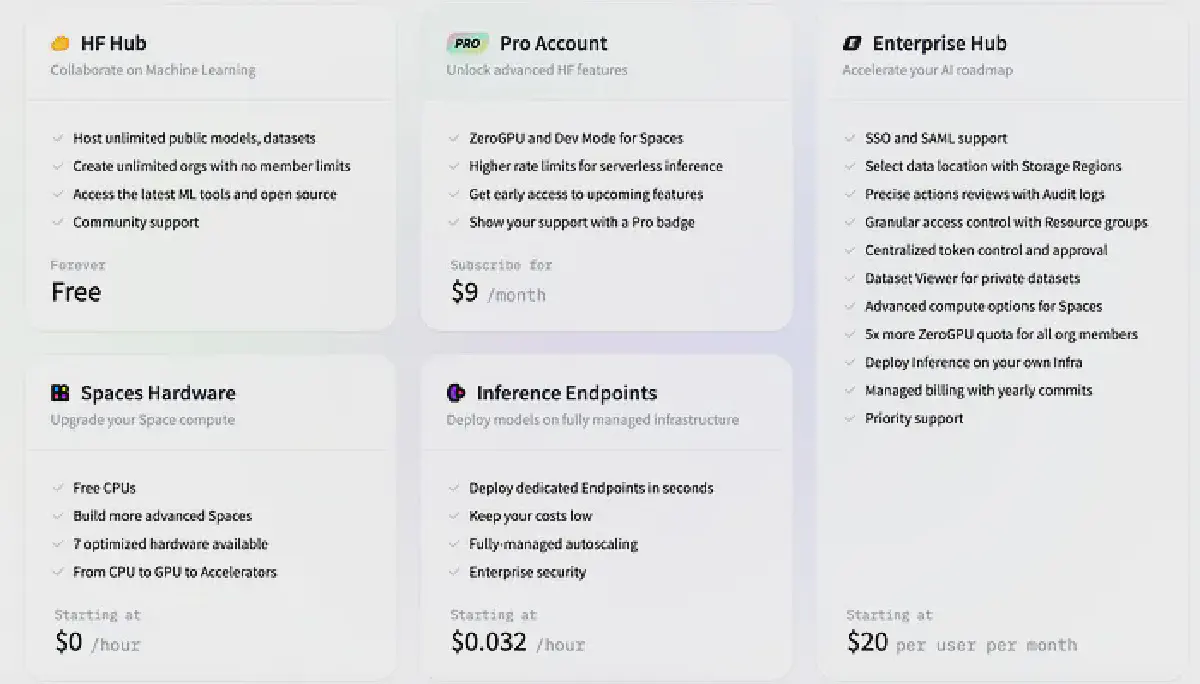 HF Hub
Collaborate on Machine Learning
Host unlimited public models, datasets
Create unlimited orgs with no member limits
Access the latest ML tools and open source
Community support
Forever
Free
PRO Pro Account
Unlock advanced HF features
ZeroGPU and Dev Mode for Spaces
Higher rate limits for serverless inference
Get early access to upcoming features
Show your support with a Pro badge
Subscribe for
$9 /month
Enterprise Hub
Accelerate your AI roadmap
SSO and SAML support
Select data location with Storage Regions
Precise actions reviews with Audit logs
Granular access control with Resource groups
Centralized token control and approval
Dataset Viewer for private datasets
Advanced compute options for Spaces
5x more ZeroGPU quota for all org members
Deploy Inference on your own Infra
Managed billing with yearly commits
Priority support
Starting at
$20 per user per month
Spaces Hardware
Upgrade your Space compute
Free CPUs
Build more advanced Spaces
7 optimized hardware available
From CPU to GPU to Accelerators
Starting at
$0 /hour
Inference Endpoints
Deploy models on fully managed infrastructure
Deploy dedicated Endpoints in seconds
Keep your costs low
Fully-managed autoscaling
Enterprise security
Starting at
$0.032 /hour